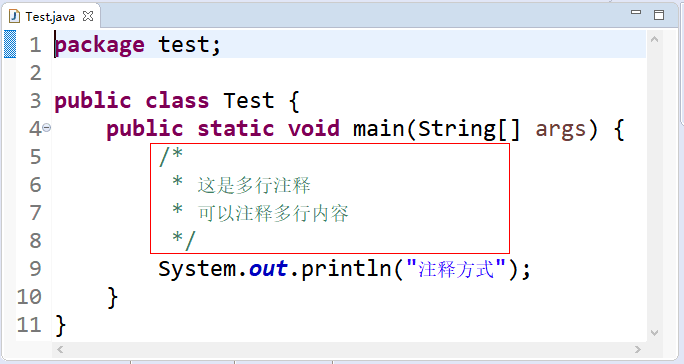 Test.java
1 package test;
2
3 public class Test {
4 public static void main(String[] args) {
5 /*
6 * 这是多行注释
7 * 可以注释多行内容
8 */
9 System.out.println("注释方式");
10 }
11 }